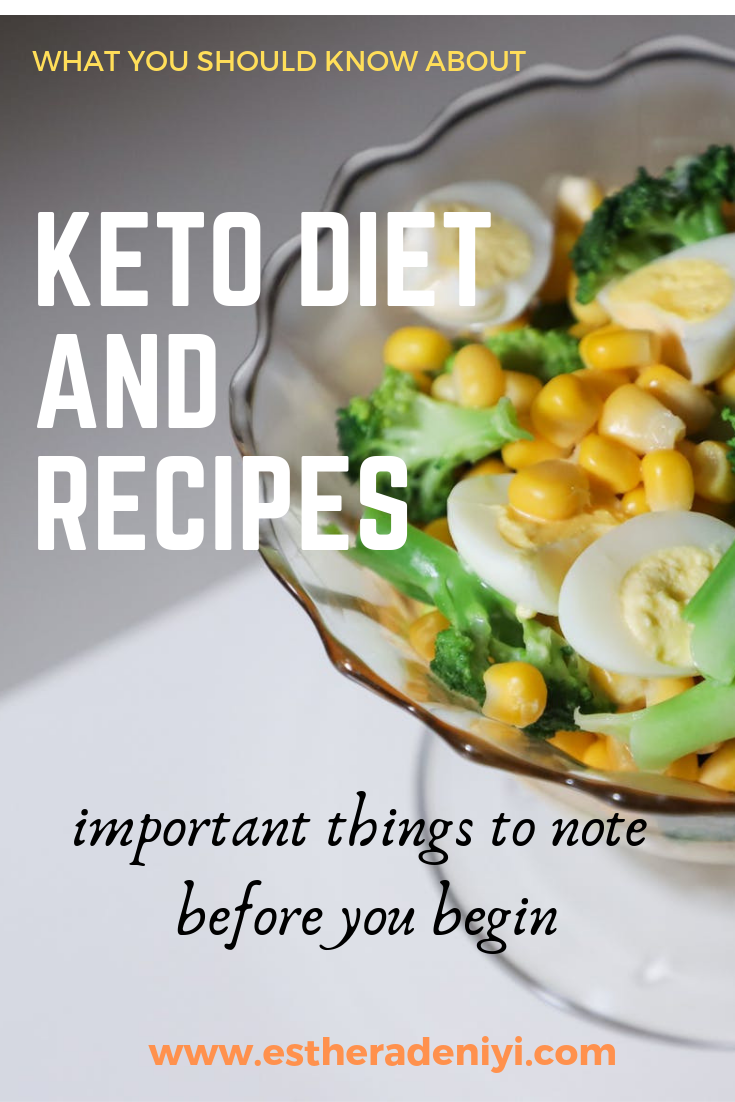 WHAT YOU SHOULD KNOW ABOUT
KETO DIET
AND
RECIPES
important things to note
before you begin
www.estheradeniyi.com